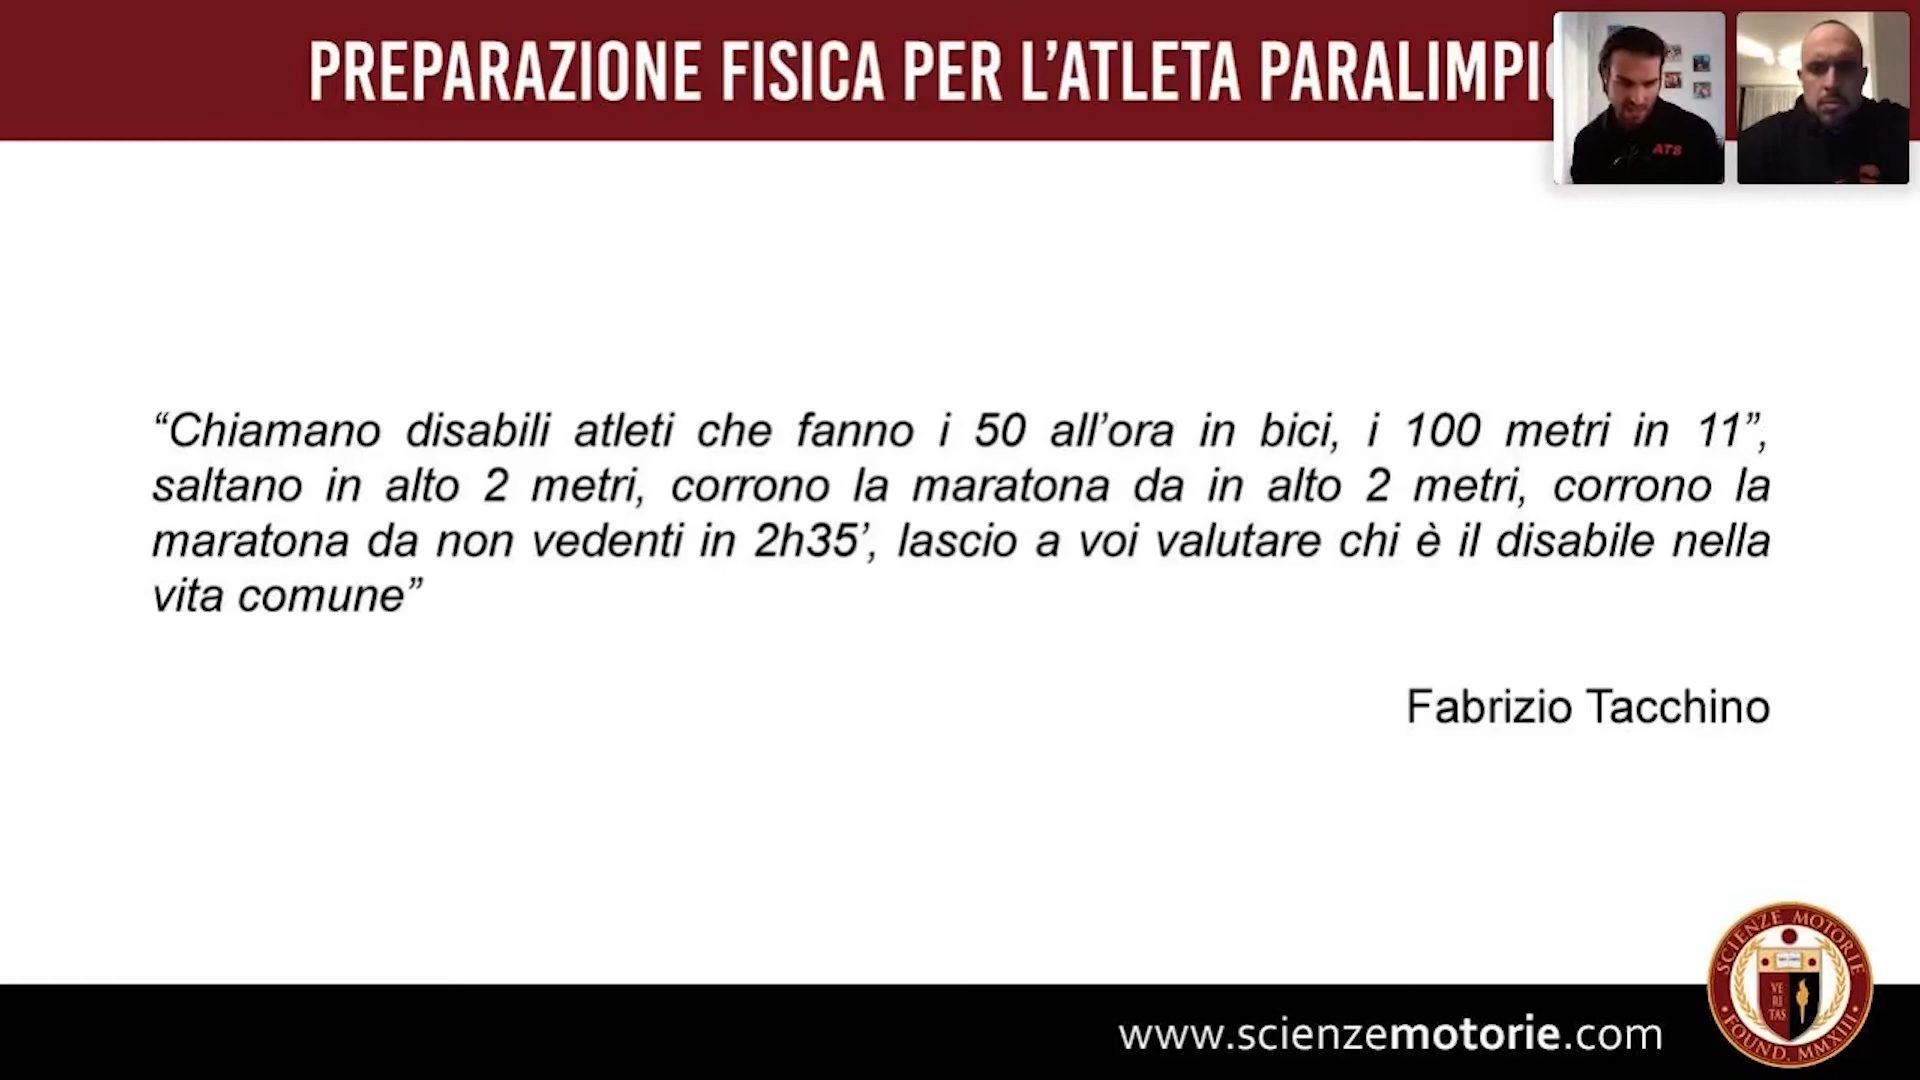 PREPARAZIONE FISICA PER L’ATLETA PARALIMPIC
ATS
“Chiamano disabili atleti che fanno i 50 all’ora in bici, i 100 metri in 11”,
saltano in alto 2 metri, corrono la maratona da in alto 2 metri, corrono la
maratona da non vedenti in 2h35’, lascio a voi valutare chi è il disabile nella
vita comune”
Fabrizio Tacchino
SCIENZE MOTORIE
VE
RI
TAS
FOUND. MMXIII
www.scienzemotorie.com